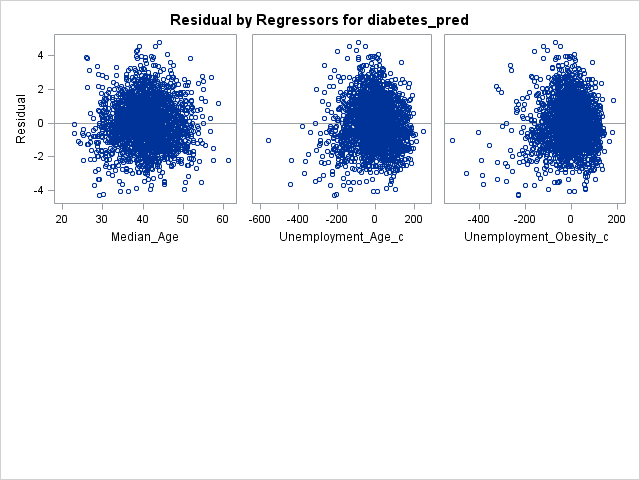 Residual by Regressors for diabetes_pred
Residual
4
2
0
-2
-4
20 30 40 50 60
-600 -400 -200 0 200
-400 -200 0 200
Median_Age
Unemployment_Age_c
Unemployment_Obesity_c